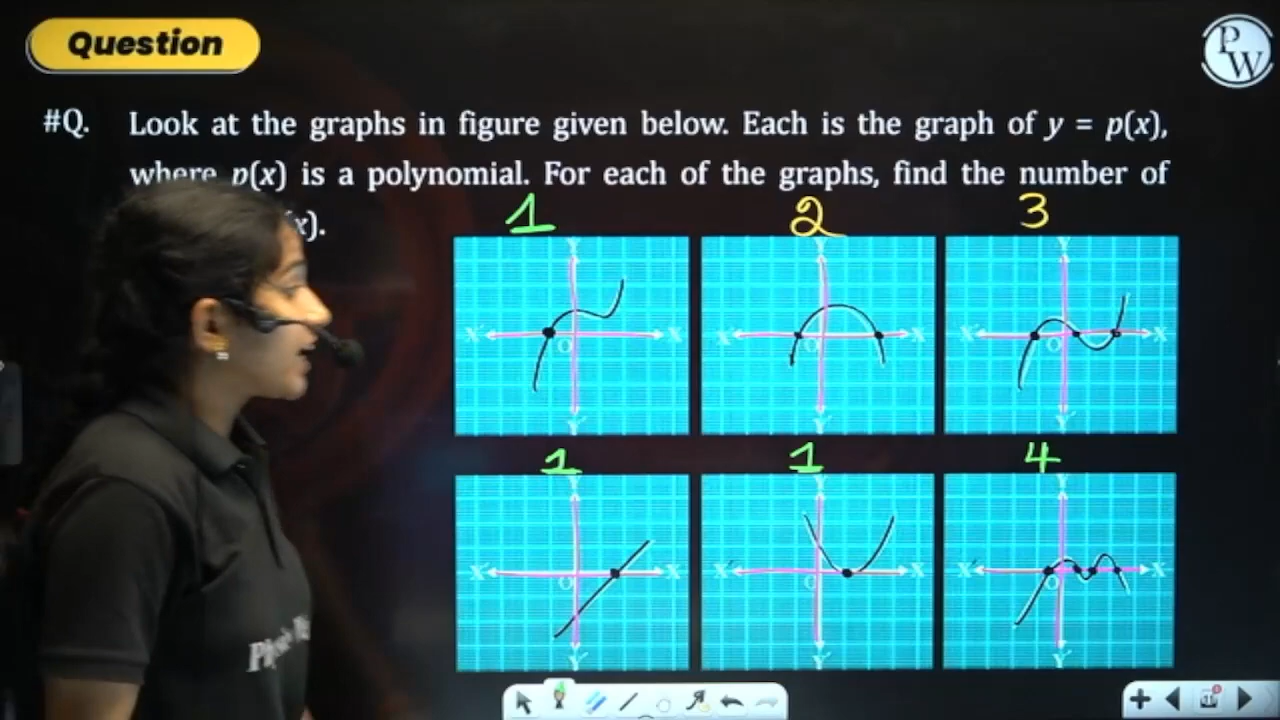 Question
PW
#Q. Look at the graphs in figure given below. Each is the graph of y = p(x),
where p(x) is a polynomial. For each of the graphs, find the number of
(x).
1 2 3
Y Y Y
X' X X' X X' X
O O O
Y' Y' Y'
1 1 4
Y Y Y
X' X X' X X' X
O O O
Y' Y' Y'